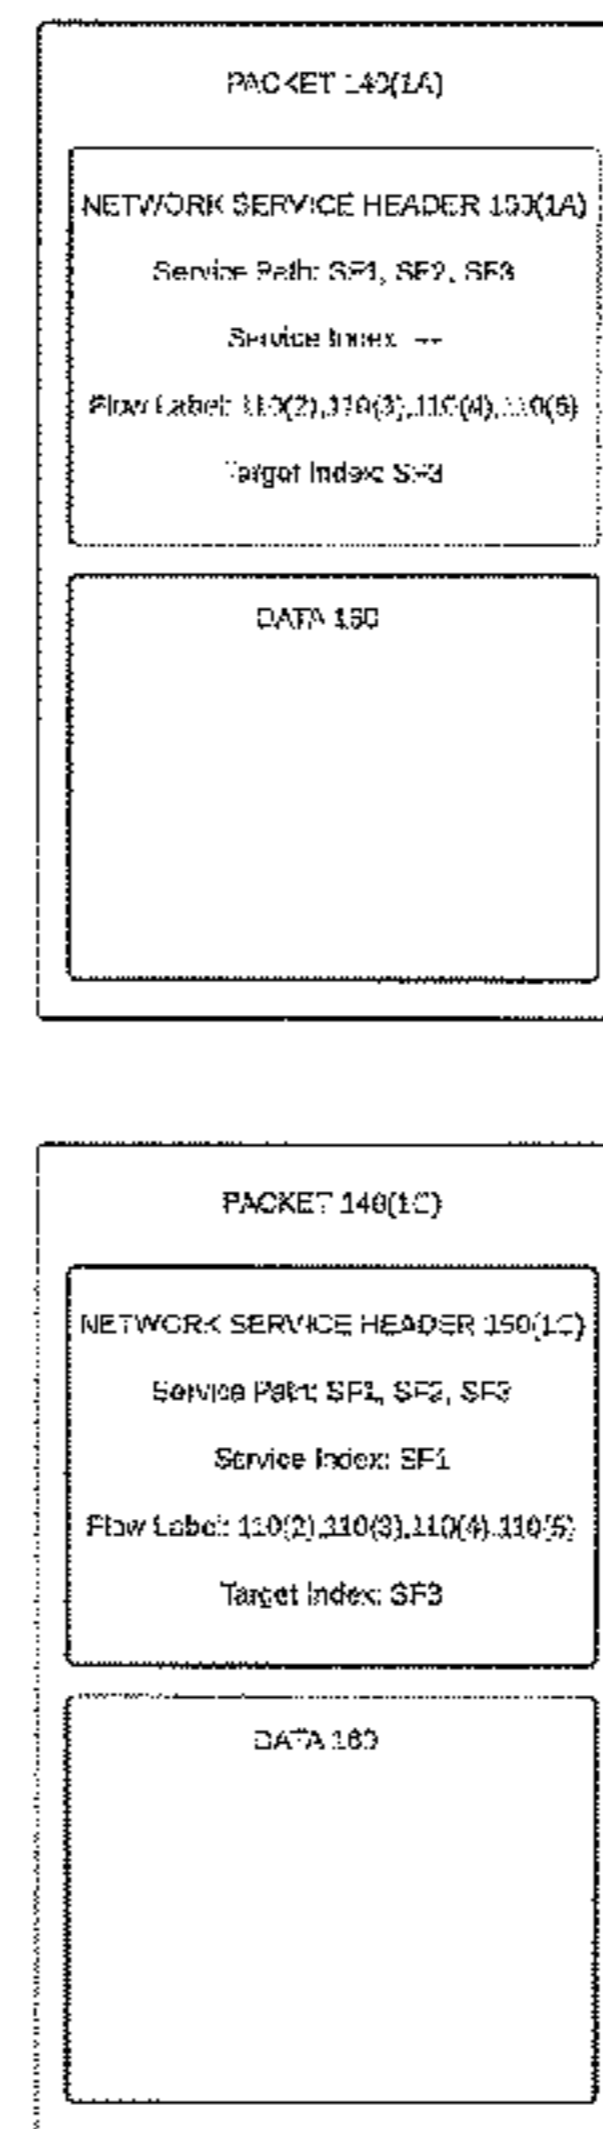 PACKET 140(1A)
NETWORK SERVICE HEADER 150(1A)
Service Path: SF1, SF2, SF3
Service Index: --
Flow Label: 110(2),110(3),110(4),110(5)
Target Index: SF3
DATA 160
PACKET 140(1C)
NETWORK SERVICE HEADER 150(1C)
Service Path: SF1, SF2, SF3
Service Index: SF1
Flow Label: 110(2),110(3),110(4),110(5)
Target Index: SF3
DATA 160